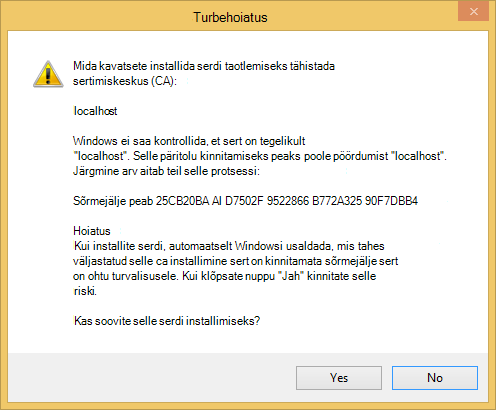 Turbehoiatus
Mida kavatsete installida serdi taotlemiseks tähistada
sertimiskeskus (CA):
localhost
Windows ei saa kontrollida, et sert on tegelikult
"localhost". Selle päritolu kinnitamiseks peaks poole pöördumist "localhost".
Järgmine arv aitab teil selle protsessi:
Sõrmejälje peab 25CB20BA AI D7502F 9522866 B772A325 90F7DBB4
Hoiatus
Kui installite serdi, automaatselt Windowsi usaldada, mis tahes
väljastatud selle ca installimine sert on kinnitamata sõrmejälje sert
on ohtu turvalisusele. Kui klõpsate nuppu "Jah" kinnitate selle
riski.
Kas soovite selle serdi installimiseks?
Yes
No